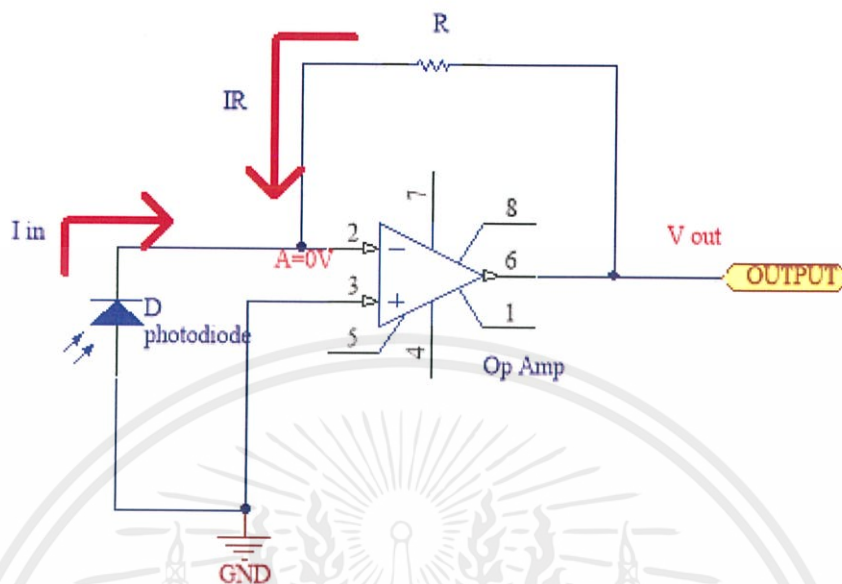 R
IR
I in
7
8
2
A=0V
6
V out
OUTPUT
3
D
photodiode
1
5
4
Op Amp
GND